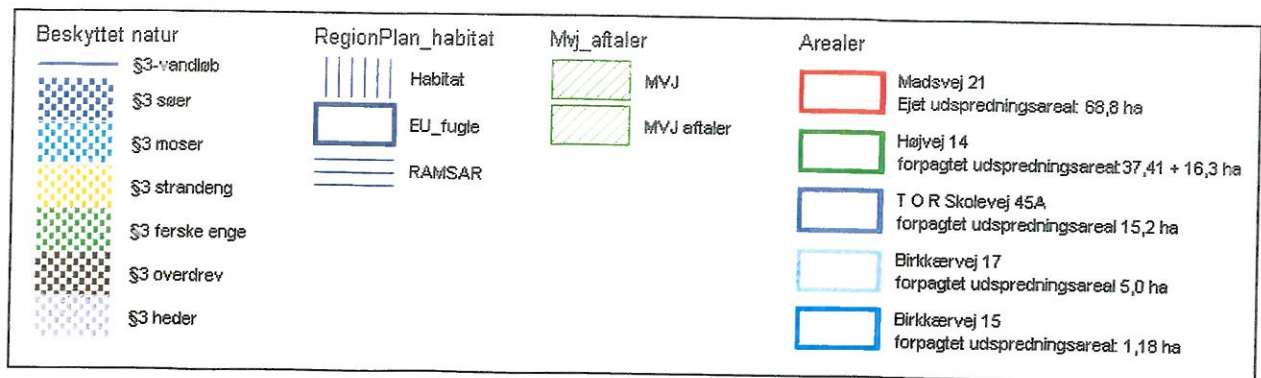 Beskyttet natur
§3-vandløb
§3 søer
§3 moser
§3 strandeng
§3 ferske enge
§3 overdrev
§3 heder
RegionPlan_habitat
Habitat
EU_fugle
RAMSAR
Mvj_aftaler
MVJ
MVJ aftaler
Arealer
Madsvej 21
Ejet udspredningsareal: 68,8 ha
Højvej 14
forpagtet udspredningsareal: 37,41 + 16,3 ha
T O R Skolevej 45A
forpagtet udspredningsareal 15,2 ha
Birkkærvej 17
forpagtet udspredningsareal 5,0 ha
Birkkærvej 15
forpagtet udspredningsareal: 1,18 ha